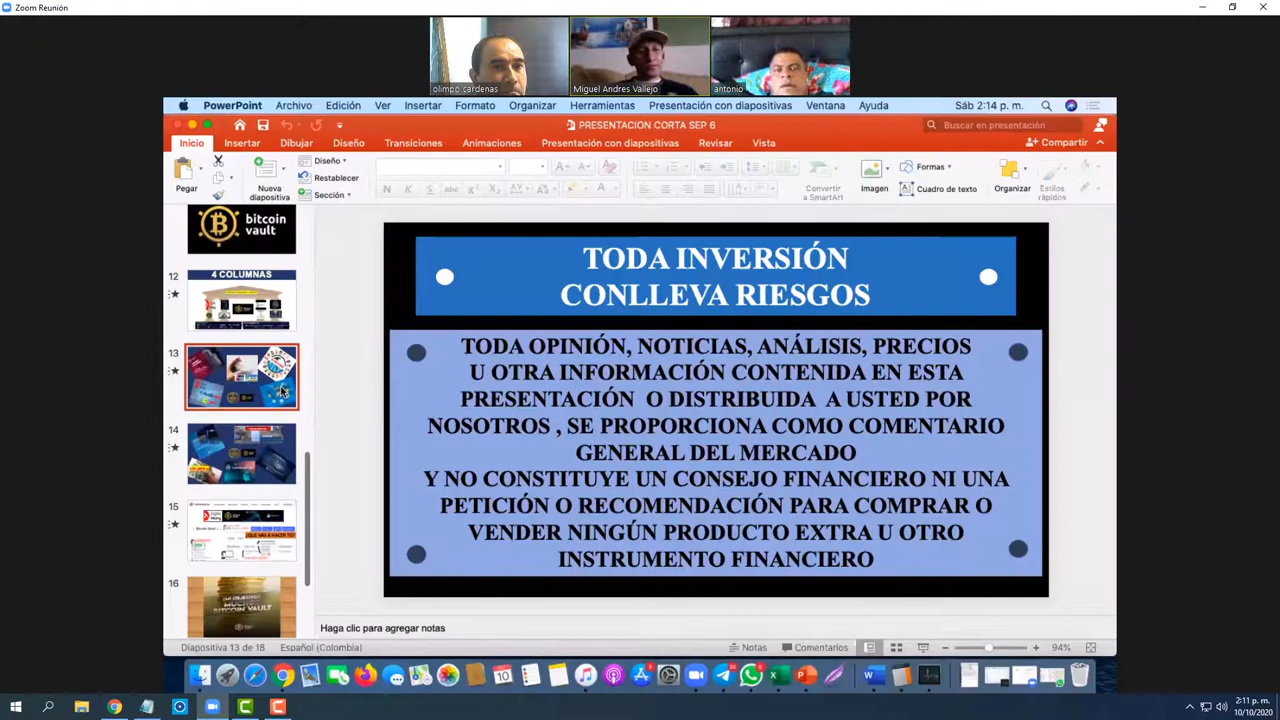 Zoom Reunión
olimpo cardenas
Miguel Andres Vallejo
antonio
PowerPoint Archivo Edición Ver Insertar Formato Organizar Herramientas Presentación con diapositivas Ventana Ayuda Sáb 2:14 p. m.
PRESENTACION CORTA SEP 6
Buscar en presentación
Inicio Insertar Dibujar Diseño Transiciones Animaciones Presentación con diapositivas Revisar Vista
Compartir
Pegar
Nueva
diapositiva
Diseño
Restablecer
Sección
Convertir
a SmartArt
Imagen
Formas
Cuadro de texto
Organizar
Estilos
rápidos
bitcoin
vault
12
4 COLUMNAS
13
14
15
¿QUE VAS A HACER TU?
16
TODA INVERSIÓN
CONLLEVA RIESGOS
TODA OPINIÓN, NOTICIAS, ANÁLISIS, PRECIOS
U OTRA INFORMACIÓN CONTENIDA EN ESTA
PRESENTACIÓN O DISTRIBUIDA A USTED POR
NOSOTROS , SE PROPORCIONA COMO COMENTARIO
GENERAL DEL MERCADO
Y NO CONSTITUYE UN CONSEJO FINANCIERO NI UNA
PETICIÓN O RECOMENDACIÓN PARA COMPRAR O
VENDER NINGÚN PRODUCTO EXTRA U OTRO
INSTRUMENTO FINANCIERO
Haga clic para agregar notas
Diapositiva 13 de 18 Español (Colombia)
Notas Comentarios 94%
2:11 p. m.
10/10/2020